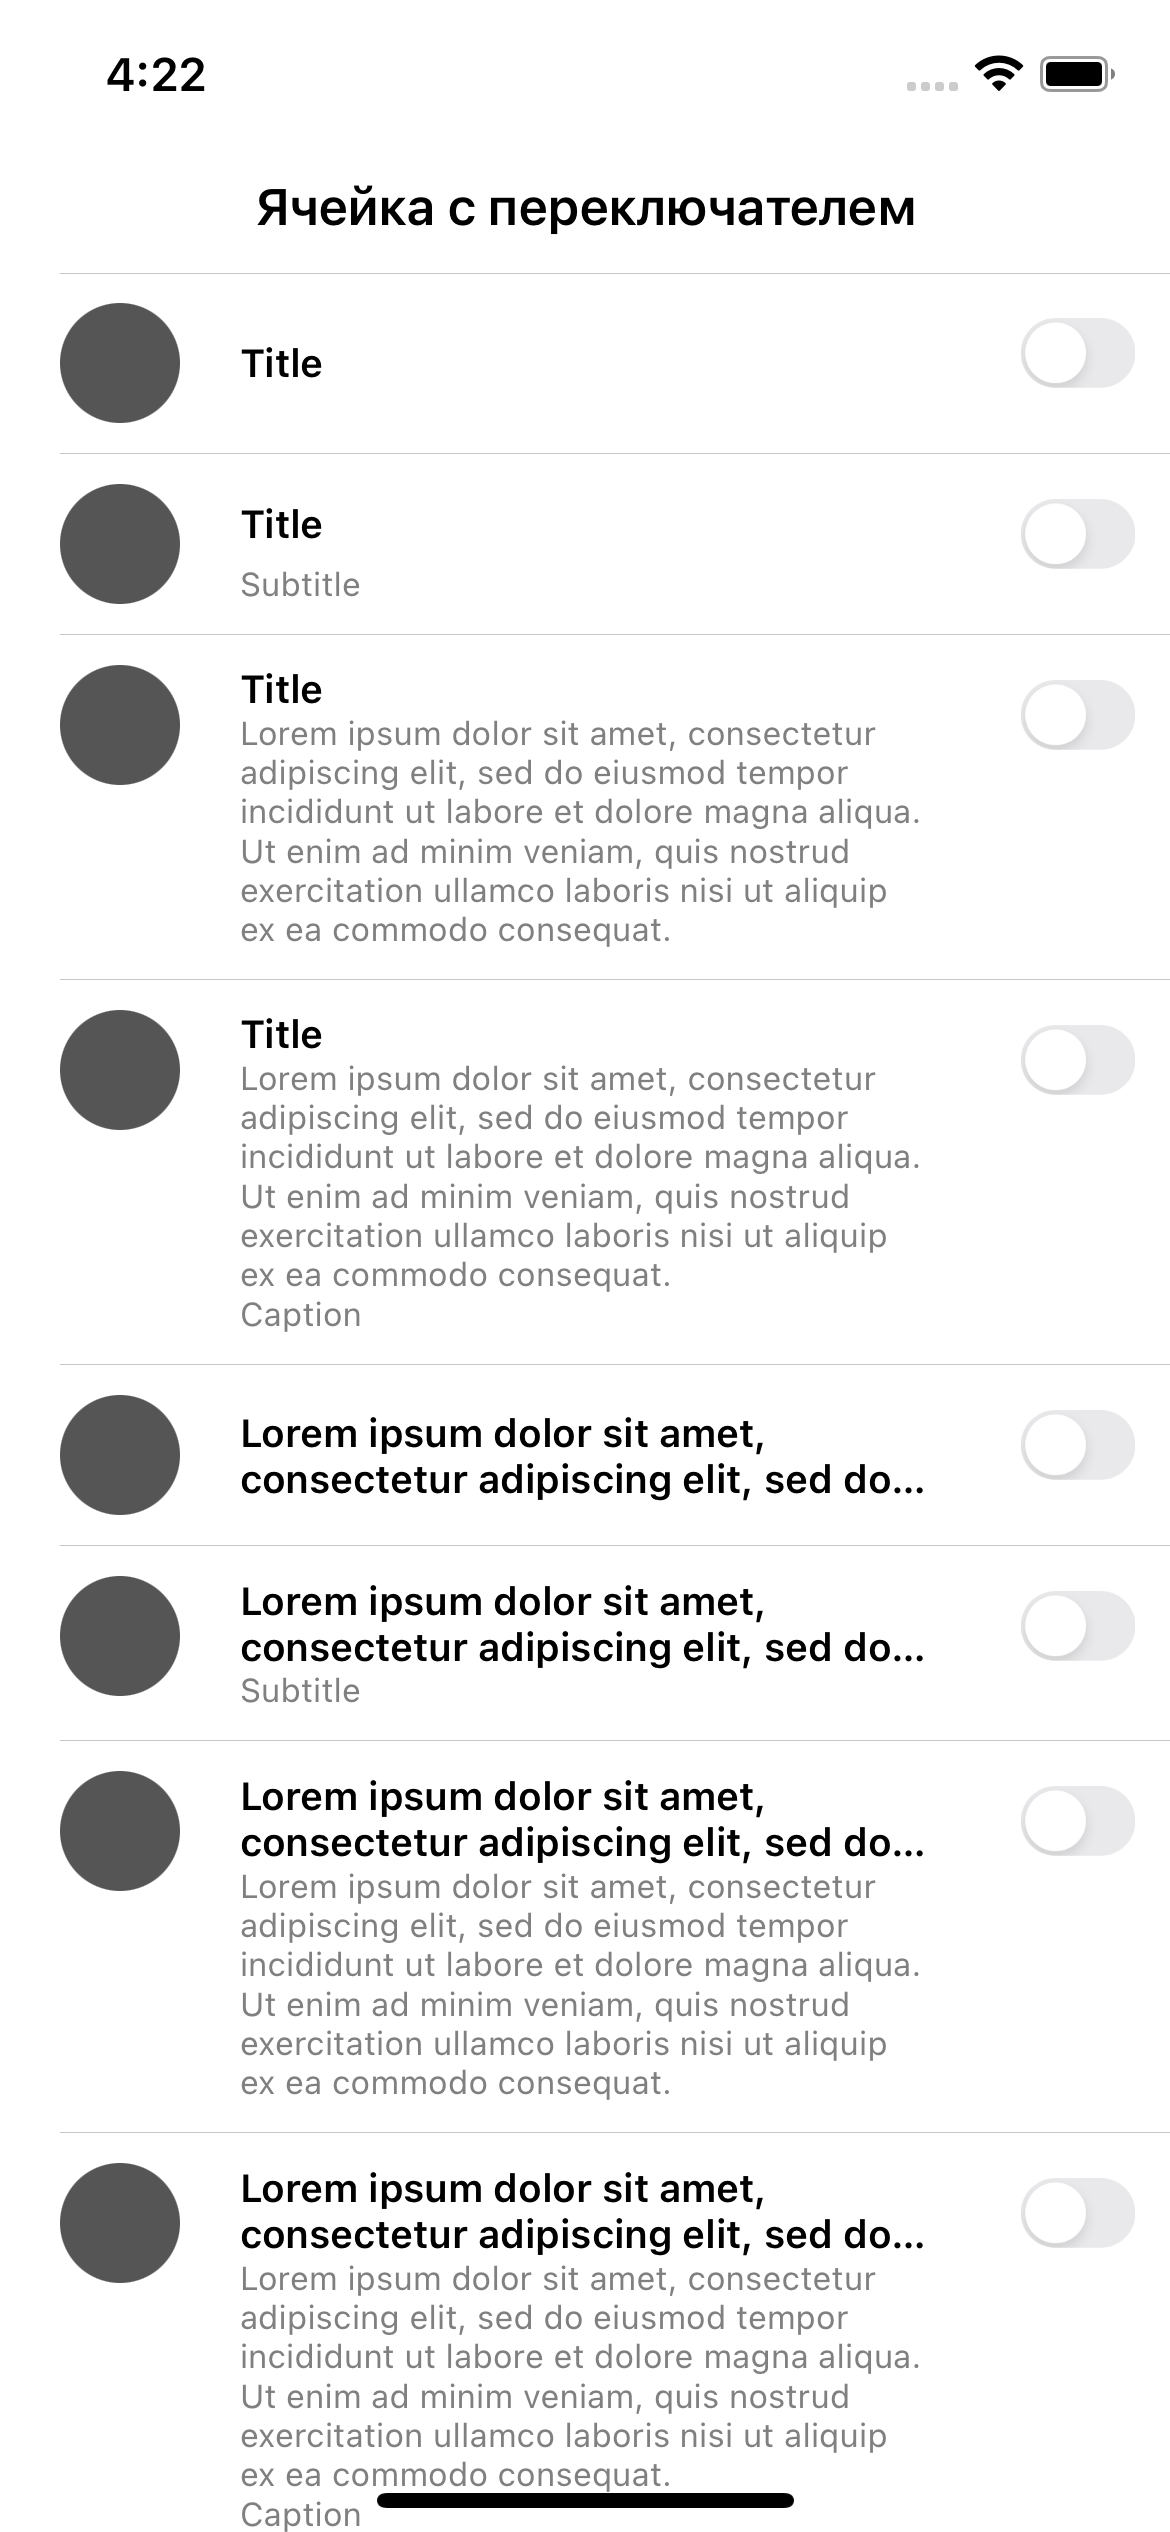 4:22
Ячейка с переключателем
Title
Title
Subtitle
Title
Lorem ipsum dolor sit amet, consectetur
adipiscing elit, sed do eiusmod tempor
incididunt ut labore et dolore magna aliqua.
Ut enim ad minim veniam, quis nostrud
exercitation ullamco laboris nisi ut aliquip
ex ea commodo consequat.
Title
Lorem ipsum dolor sit amet, consectetur
adipiscing elit, sed do eiusmod tempor
incididunt ut labore et dolore magna aliqua.
Ut enim ad minim veniam, quis nostrud
exercitation ullamco laboris nisi ut aliquip
ex ea commodo consequat.
Caption
Lorem ipsum dolor sit amet,
consectetur adipiscing elit, sed do...
Lorem ipsum dolor sit amet,
consectetur adipiscing elit, sed do...
Subtitle
Lorem ipsum dolor sit amet,
consectetur adipiscing elit, sed do...
Lorem ipsum dolor sit amet, consectetur
adipiscing elit, sed do eiusmod tempor
incididunt ut labore et dolore magna aliqua.
Ut enim ad minim veniam, quis nostrud
exercitation ullamco laboris nisi ut aliquip
ex ea commodo consequat.
Lorem ipsum dolor sit amet,
consectetur adipiscing elit, sed do...
Lorem ipsum dolor sit amet, consectetur
adipiscing elit, sed do eiusmod tempor
incididunt ut labore et dolore magna aliqua.
Ut enim ad minim veniam, quis nostrud
exercitation ullamco laboris nisi ut aliquip
ex ea commodo consequat.
Caption